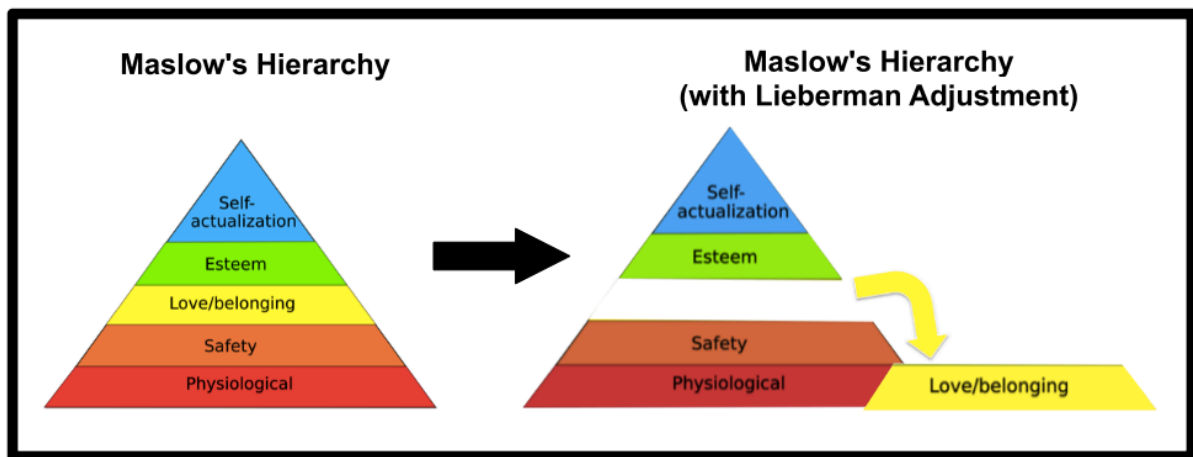 Maslow's Hierarchy
Self-
actualization
Esteem
Love/belonging
Safety
Physiological
Maslow's Hierarchy
(with Lieberman Adjustment)
Self-
actualization
Esteem
Safety
Physiological
Love/belonging